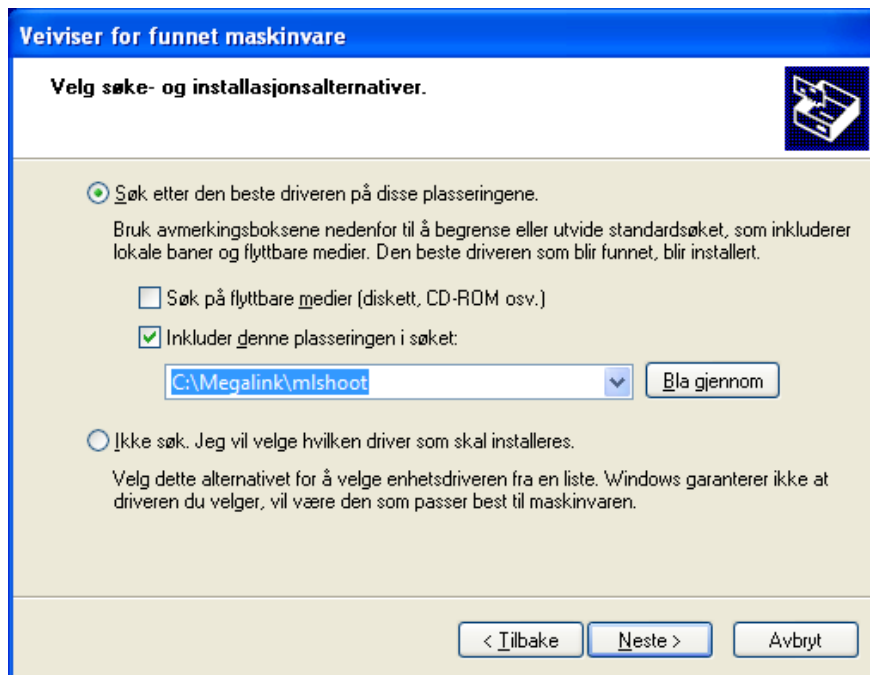 Veiviser for funnet maskinvare
Velg søke- og installasjonsalternativer.
Søk etter den beste driveren på disse plasseringene.
Bruk avmerkingsboksene nedenfor til å begrense eller utvide standardsøket, som inkluderer
lokale baner og flyttbare medier. Den beste driveren som blir funnet, blir installert.
Søk på flyttbare medier (diskett, CD-ROM osv.)
Inkluder denne plasseringen i søket:
C:\Megalink\mlshoot
Bla gjennom
Ikke søk. Jeg vil velge hvilken driver som skal installeres.
Velg dette alternativet for å velge enhetsdriveren fra en liste. Windows garanterer ikke at
driveren du velger, vil være den som passer best til maskinvaren.
< Tilbake
Neste >
Avbryt